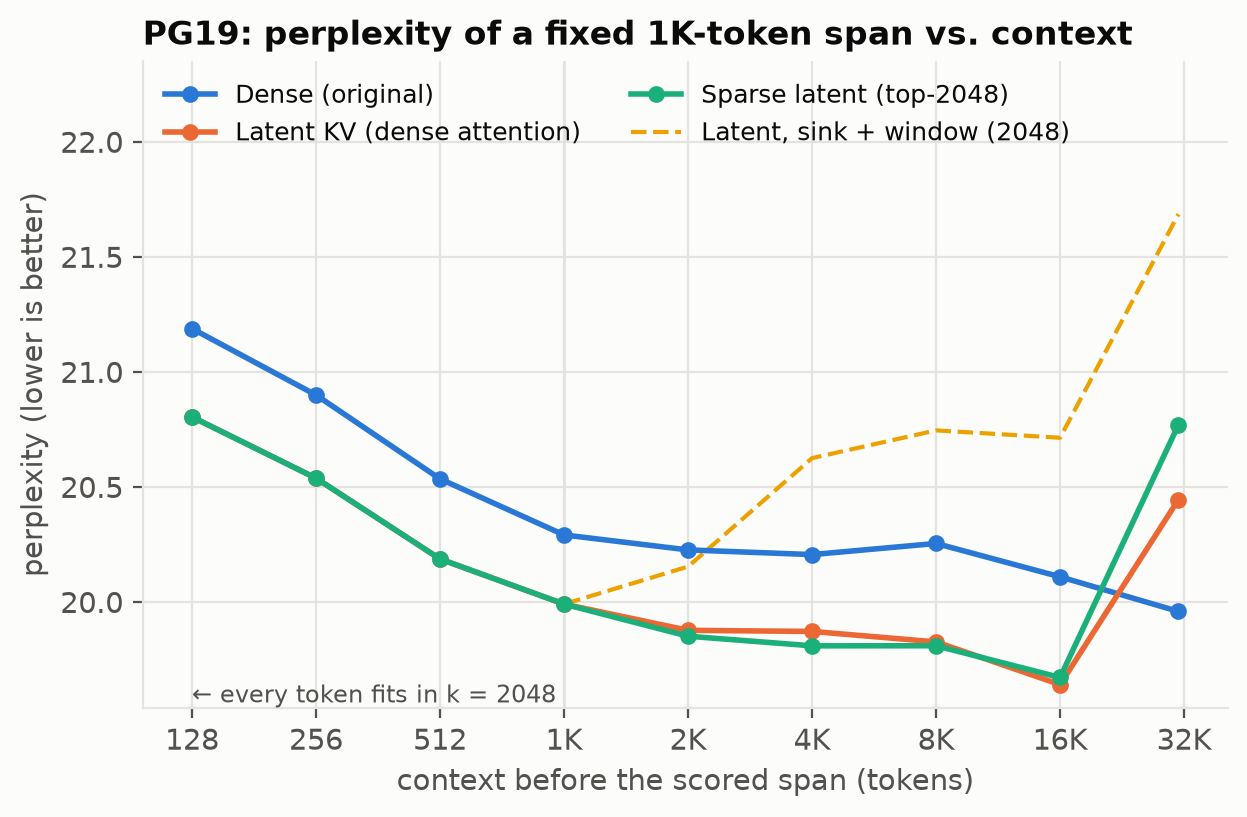 PG19: perplexity of a fixed 1K-token span vs. context
Dense (original)
Latent KV (dense attention)
Sparse latent (top-2048)
Latent, sink + window (2048)
perplexity (lower is better)
22.0
21.5
21.0
20.5
20.0
← every token fits in k = 2048
128 256 512 1K 2K 4K 8K 16K 32K
context before the scored span (tokens)